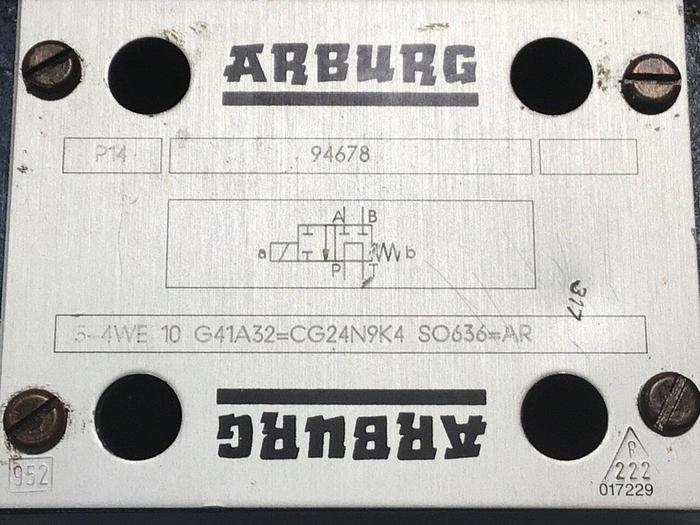 ARBURG
P14 94678
A B
a b
P T
317
5-4WE 10 G41A32=CG24N9K4 SO636=AR
ARBURG
952
P
222
017229